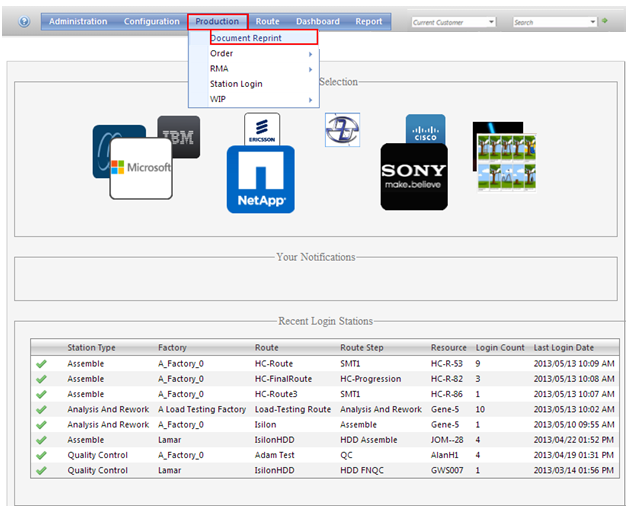 Administration Configuration Production Route Dashboard Report Current Customer Search
Document Reprint
Order
RMA
Station Login
WIP
Selection
IBM
Microsoft
ERICSSON
NetApp
CISCO
SONY
make.believe
Your Notifications
Recent Login Stations
Station Type Factory Route Route Step Resource Login Count Last Login Date
Assemble A_Factory_0 HC-Route SMT1 HC-R-53 9 2013/05/13 10:09 AM
Assemble A_Factory_0 HC-FinalRoute HC-Progression HC-R-82 3 2013/05/13 10:08 AM
Assemble A_Factory_0 HC-Route3 SMT1 HC-R-86 1 2013/05/13 10:07 AM
Analysis And Rework A Load Testing Factory Load-Testing Route Analysis And Rework Gene-5 10 2013/05/13 10:02 AM
Analysis And Rework A_Factory_0 Isilon Assemble Gene-5 1 2013/05/10 09:55 AM
Assemble Lamar IsilonHDD HDD Assemble JOM--28 4 2013/04/22 01:52 PM
Quality Control A_Factory_0 Adam Test QC AlanH1 4 2013/04/19 01:31 PM
Quality Control Lamar IsilonHDD HDD FNQC GWS007 1 2013/03/14 01:56 PM